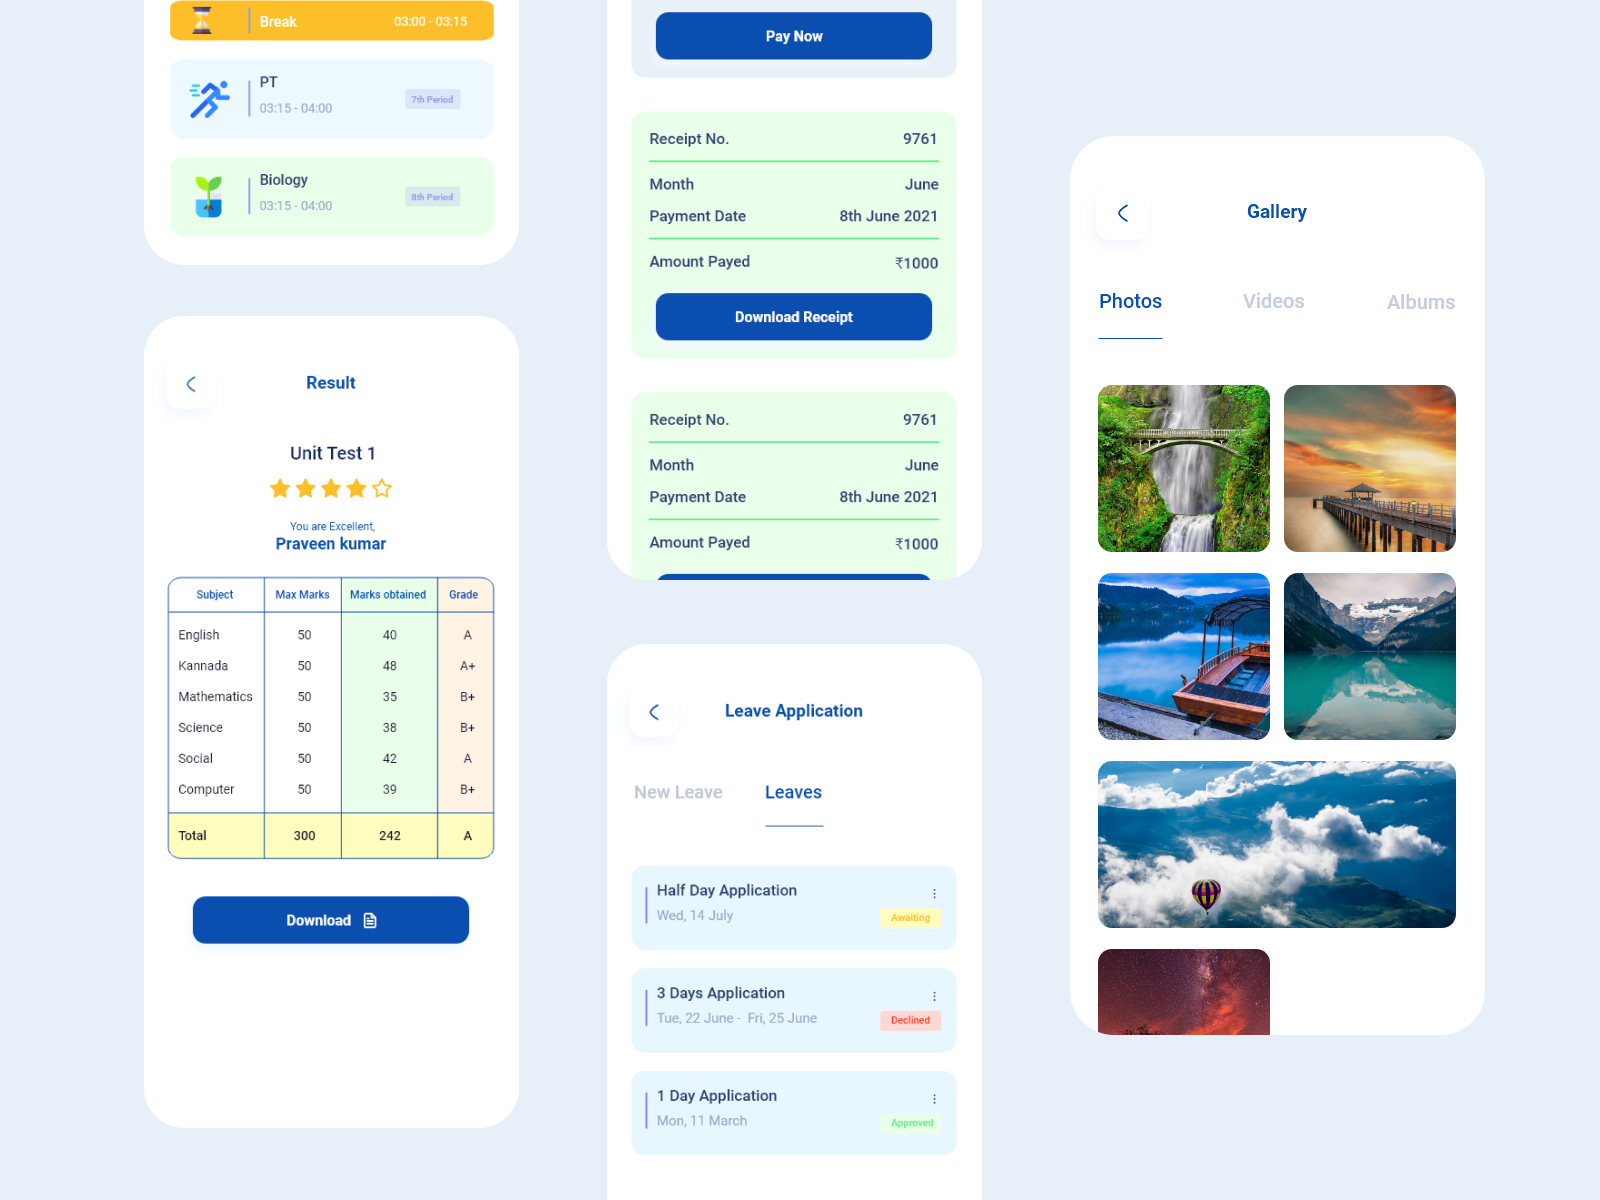 Break 03:00 - 03:15
PT
03:15 - 04:00
7th Period
Biology
03:15 - 04:00
8th Period
Result
Unit Test 1
You are Excellent,
Praveen kumar
Subject Max Marks Marks obtained Grade
English 50 40 A
Kannada 50 48 A+
Mathematics 50 35 B+
Science 50 38 B+
Social 50 42 A
Computer 50 39 B+
Total 300 242 A
Download
Pay Now
Receipt No. 9761
Month June
Payment Date 8th June 2021
Amount Payed ₹1000
Download Receipt
Receipt No. 9761
Month June
Payment Date 8th June 2021
Amount Payed ₹1000
Leave Application
New Leave Leaves
Half Day Application
Wed, 14 July
Awaiting
3 Days Application
Tue, 22 June - Fri, 25 June
Declined
1 Day Application
Mon, 11 March
Approved
Gallery
Photos Videos Albums